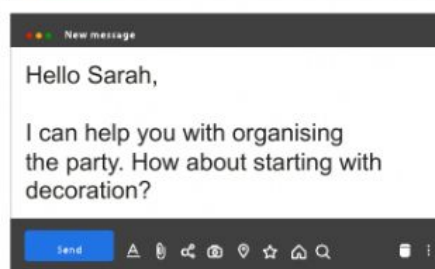 New message
Hello Sarah,
I can help you with organising
the party. How about starting with
decoration?
Send